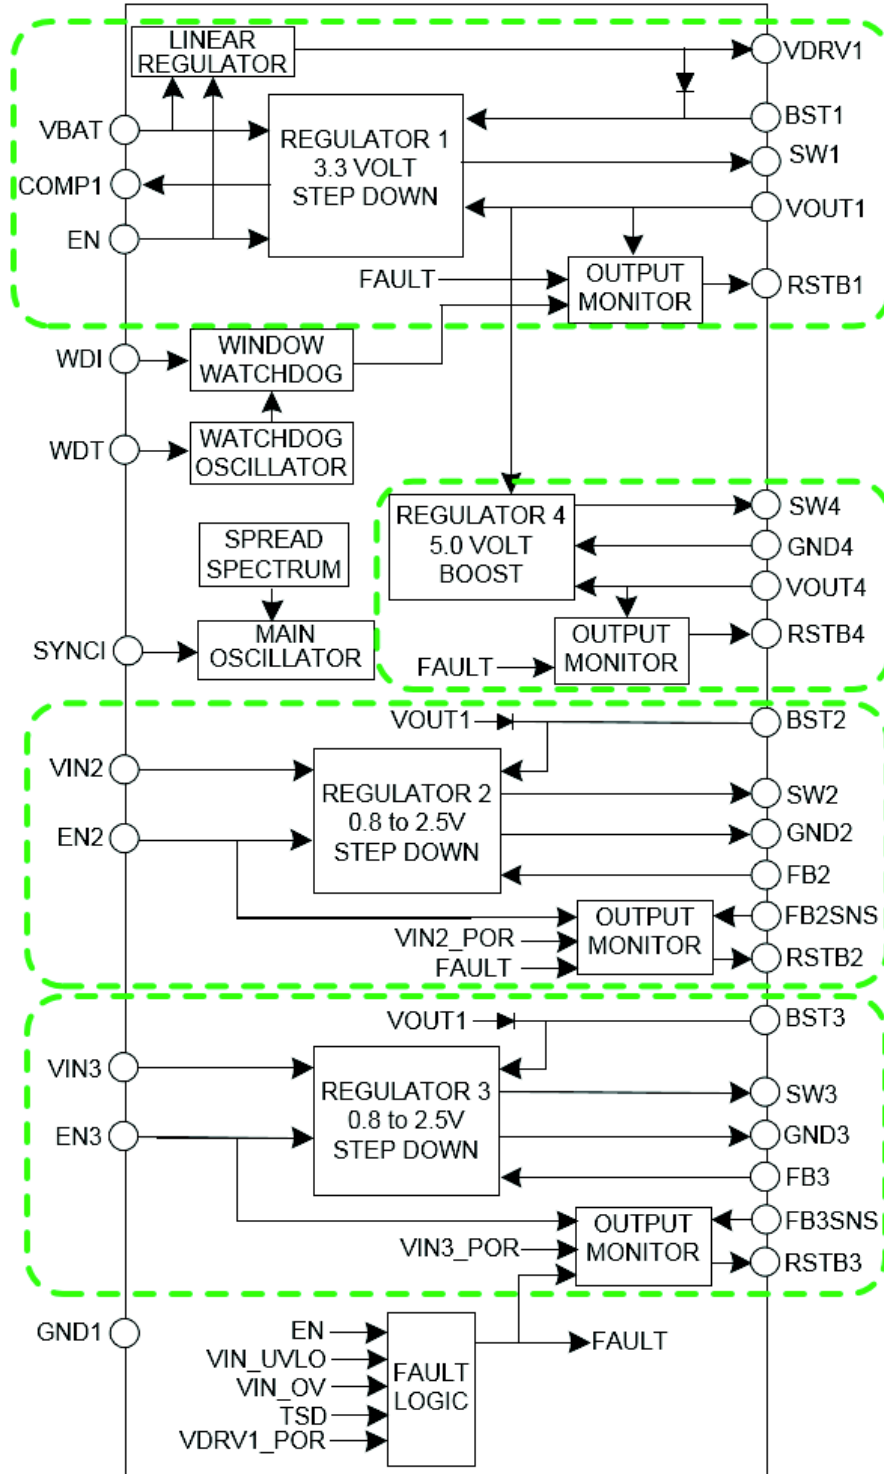 LINEAR
REGULATOR
VDRV1
VBAT
BST1
REGULATOR 1
3.3 VOLT
STEP DOWN
SW1
COMP1
VOUT1
EN
FAULT
OUTPUT
MONITOR
RSTB1
WDI
WINDOW
WATCHDOG
WDT
WATCHDOG
OSCILLATOR
REGULATOR 4
5.0 VOLT
BOOST
SW4
GND4
VOUT4
SPREAD
SPECTRUM
SYNCI
MAIN
OSCILLATOR
OUTPUT
MONITOR
RSTB4
FAULT
VOUT1
BST2
VIN2
REGULATOR 2
0.8 to 2.5V
STEP DOWN
SW2
EN2
GND2
FB2
OUTPUT
MONITOR
FB2SNS
VIN2_POR
FAULT
RSTB2
VOUT1
BST3
VIN3
REGULATOR 3
0.8 to 2.5V
STEP DOWN
SW3
EN3
GND3
FB3
OUTPUT
MONITOR
FB3SNS
VIN3_POR
RSTB3
GND1
EN
VIN_UVLO
VIN_OV
TSD
VDRV1_POR
FAULT
LOGIC
FAULT